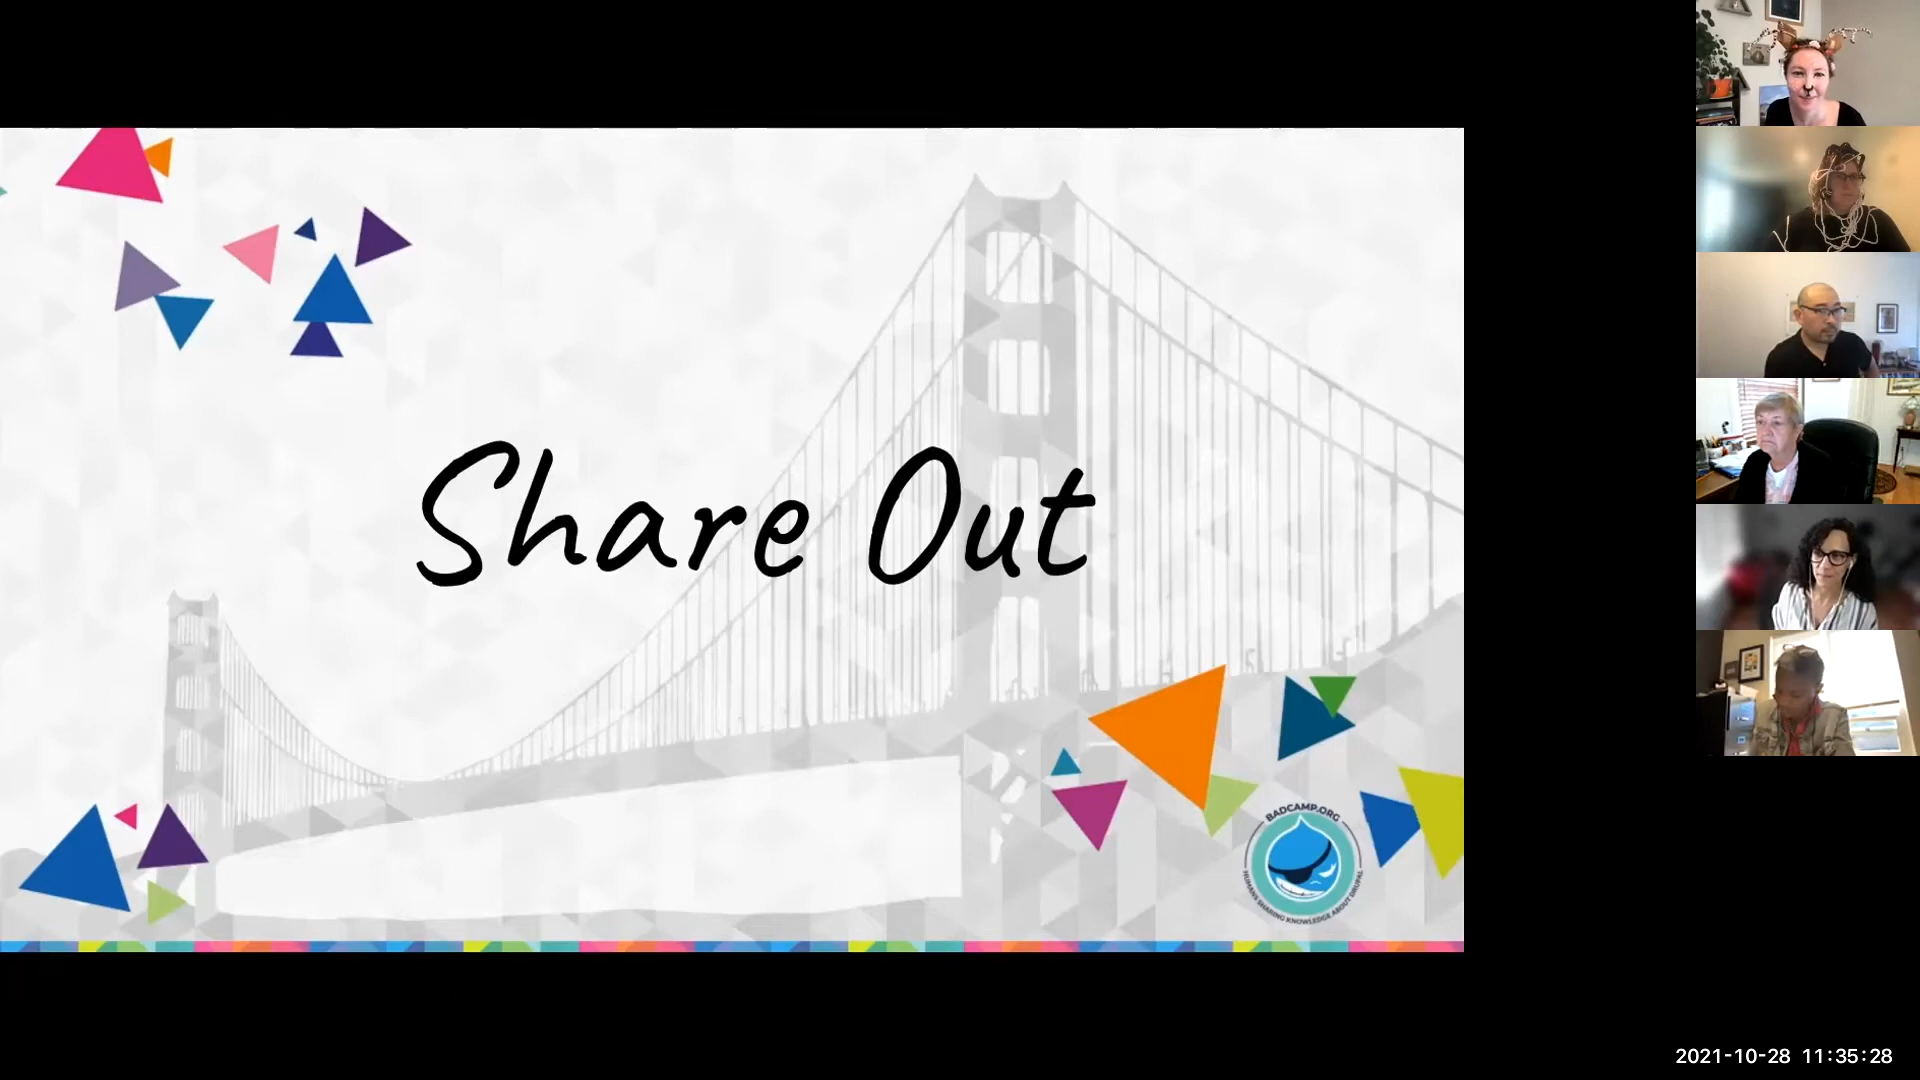 Share Out
BADCAMP.ORG
HUMANS SHARING KNOWLEDGE ABOUT DRUPAL
2021-10-28 11:35:28